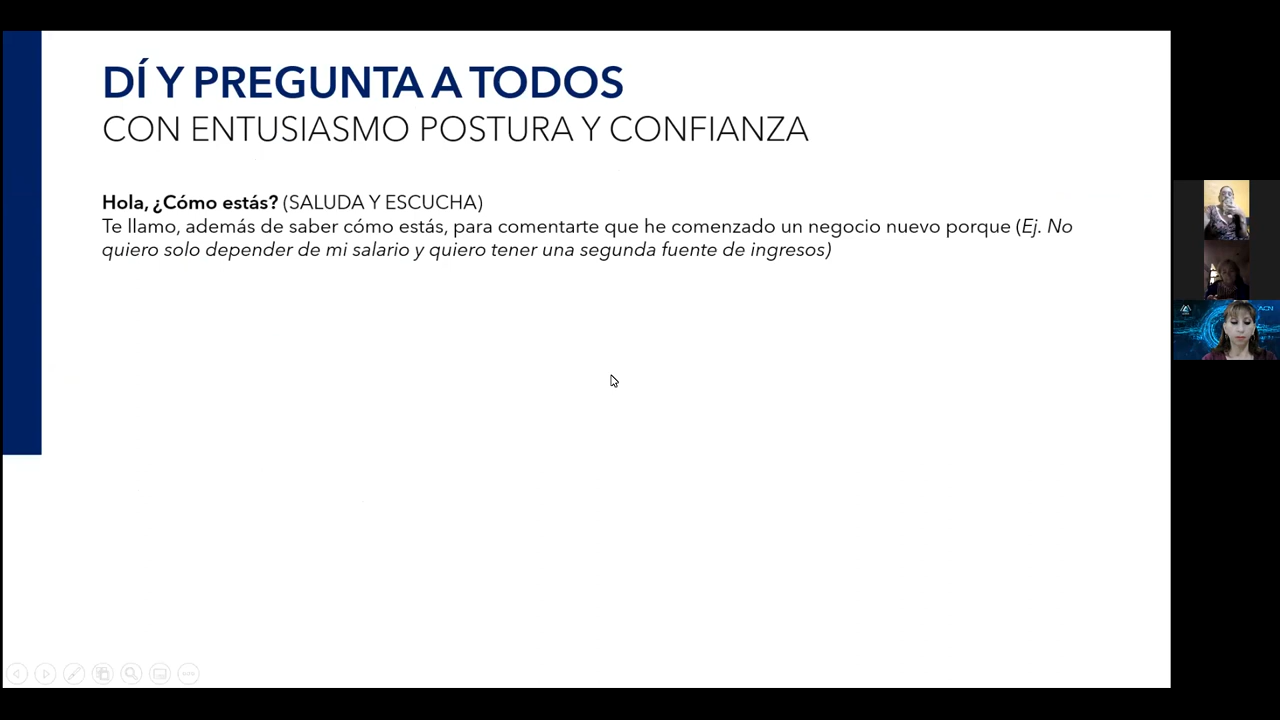 DÍ Y PREGUNTA A TODOS
CON ENTUSIASMO POSTURA Y CONFIANZA
Hola, ¿Cómo estás? (SALUDA Y ESCUCHA)
Te llamo, además de saber cómo estás, para comentarte que he comenzado un negocio nuevo porque (Ej. No
quiero solo depender de mi salario y quiero tener una segunda fuente de ingresos)
ACN